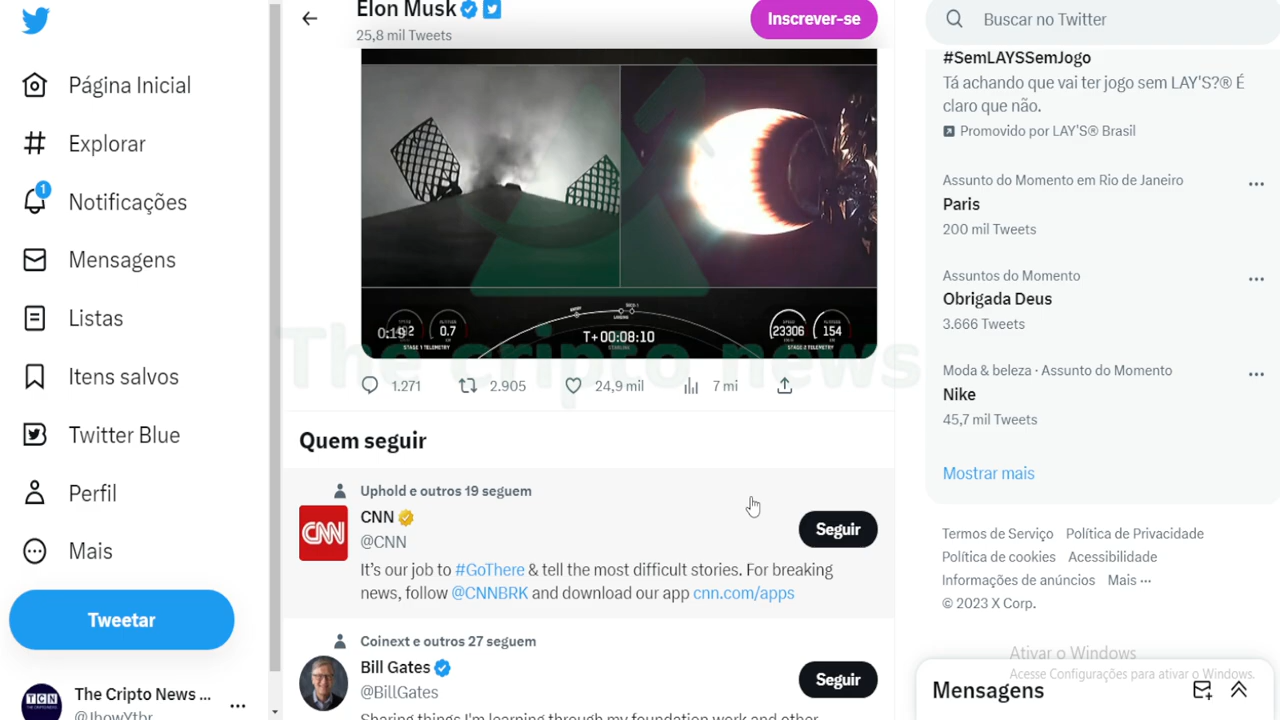 Página Inicial
Explorar
1
Notificações
Mensagens
Listas
Itens salvos
Twitter Blue
Perfil
Mais
Tweetar
TCN
The Cripto News ...
@JhowYtbr
Elon Musk
25,8 mil Tweets
Inscrever-se
0:19
0.7
STAGE 1 TELEMETRY
T+00:08:10
23306
154
STAGE 2 TELEMETRY
The cripto news
1.271
2.905
24,9 mil
7 mi
Quem seguir
Uphold e outros 19 seguem
CNN
CNN
@CNN
Seguir
It's our job to #GoThere & tell the most difficult stories. For breaking
news, follow @CNNBRK and download our app cnn.com/apps
Coinext e outros 27 seguem
Bill Gates
@BillGates
Seguir
Sharing things I'm learning through my foundation work and other
Buscar no Twitter
#SemLAYSSemJogo
Tá achando que vai ter jogo sem LAY'S?® É
claro que não.
Promovido por LAY'S® Brasil
Assunto do Momento em Rio de Janeiro
Paris
200 mil Tweets
Assuntos do Momento
Obrigada Deus
3.666 Tweets
Moda & beleza · Assunto do Momento
Nike
45,7 mil Tweets
Mostrar mais
Termos de Serviço Política de Privacidade
Política de cookies Acessibilidade
Informações de anúncios Mais ···
© 2023 X Corp.
Ativar o Windows
Acesse Configurações para ativar o Windows.
Mensagens